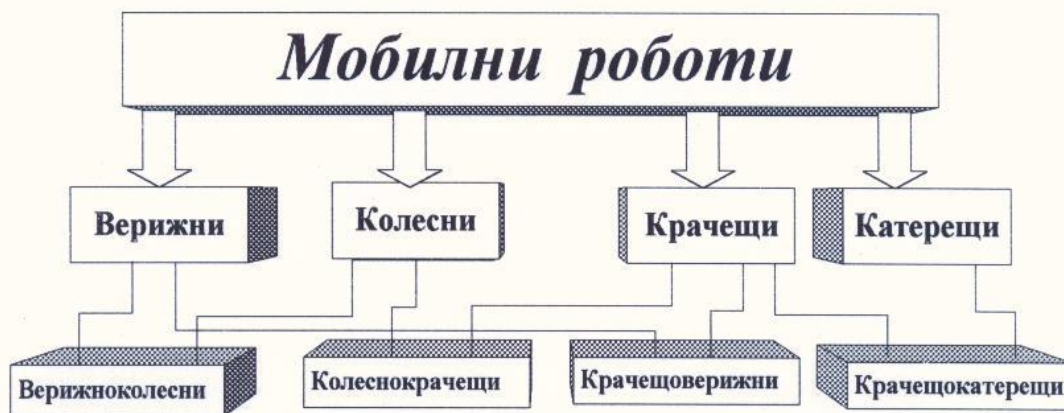 Мобилни роботи
Верижни
Колесни
Крачещи
Катерещи
Верижноколесни
Колеснокрачещи
Крачещоверижни
Крачещокатерещи